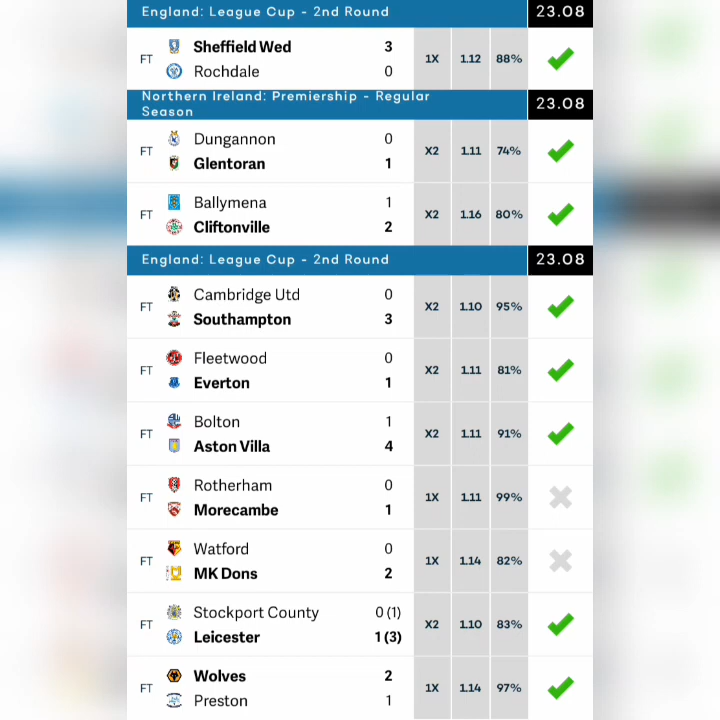 England: League Cup - 2nd Round 23.08
FT Sheffield Wed 3 1X 1.12 88%
Rochdale 0
Northern Ireland: Premiership - Regular Season 23.08
FT Dungannon 0 X2 1.11 74%
Glentoran 1
FT Ballymena 1 X2 1.16 80%
Cliftonville 2
England: League Cup - 2nd Round 23.08
FT Cambridge Utd 0 X2 1.10 95%
Southampton 3
FT Fleetwood 0 X2 1.11 81%
Everton 1
FT Bolton 1 X2 1.11 91%
Aston Villa 4
FT Rotherham 0 1X 1.11 99%
Morecambe 1
FT Watford 0 1X 1.14 82%
MK Dons 2
FT Stockport County 0 (1) X2 1.10 83%
Leicester 1 (3)
FT Wolves 2 1X 1.14 97%
Preston 1